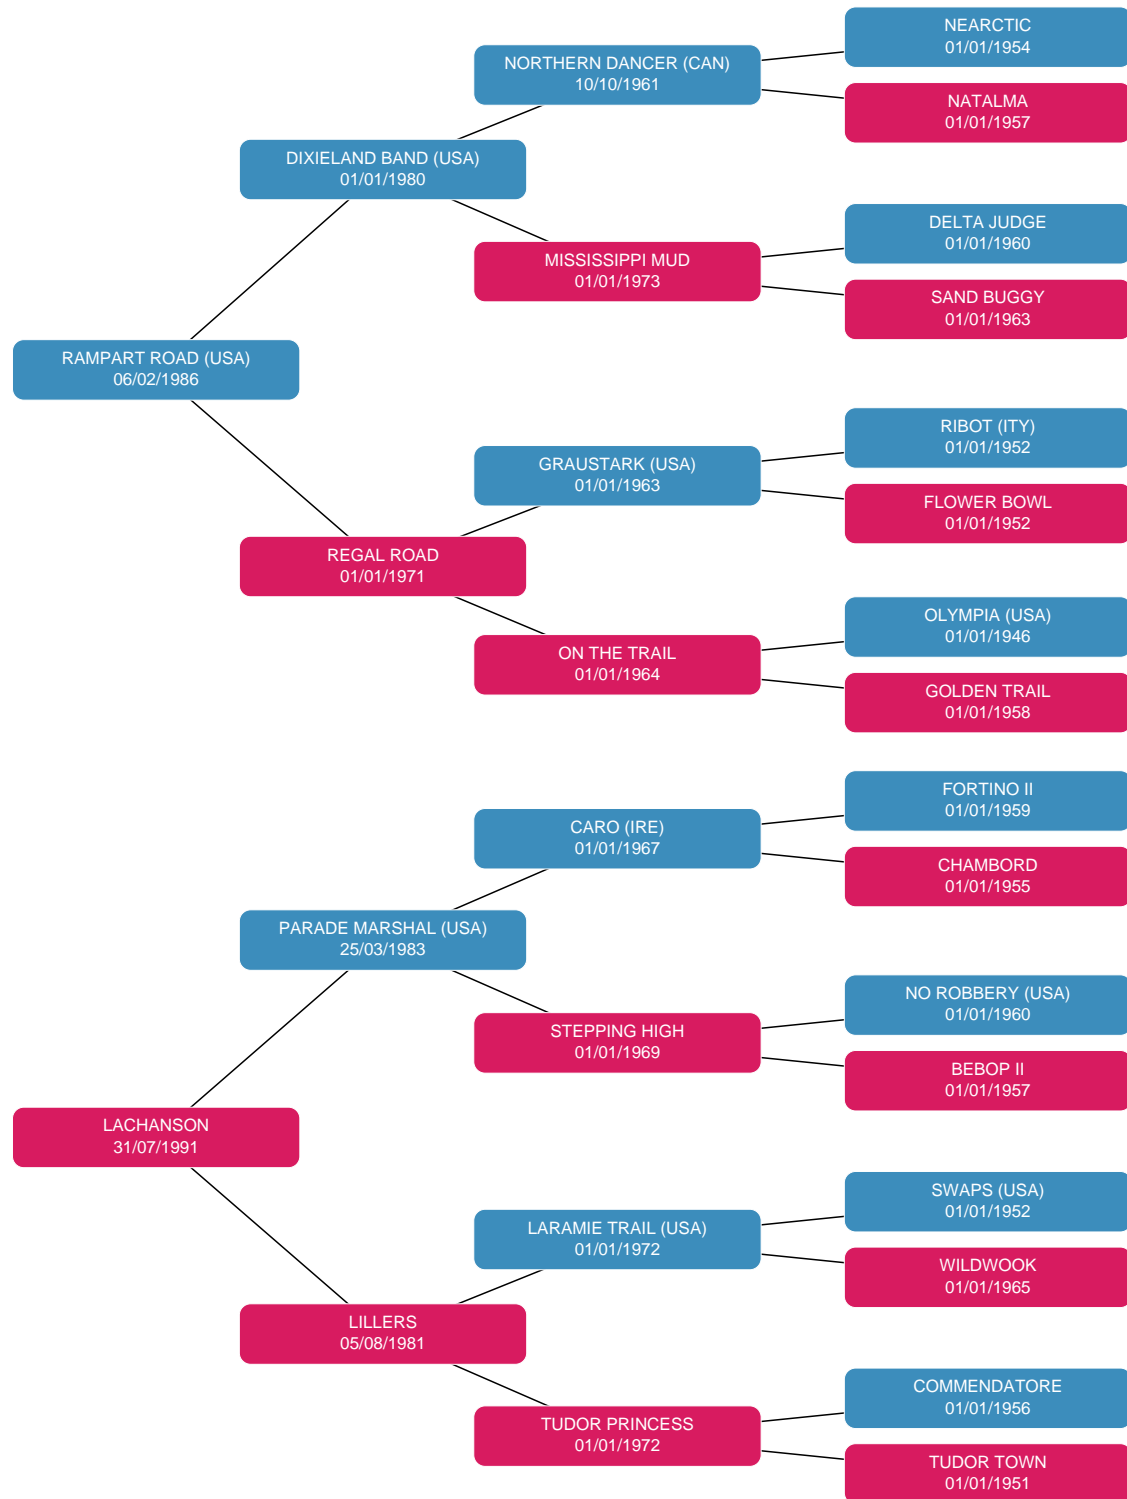 NEARCTIC
01/01/1954
NORTHERN DANCER (CAN)
10/10/1961
NATALMA
01/01/1957
DIXIELAND BAND (USA)
01/01/1980
DELTA JUDGE
01/01/1960
MISSISSIPPI MUD
01/01/1973
SAND BUGGY
01/01/1963
RAMPART ROAD (USA)
06/02/1986
RIBOT (ITY)
01/01/1952
GRAUSTARK (USA)
01/01/1963
FLOWER BOWL
01/01/1952
REGAL ROAD
01/01/1971
OLYMPIA (USA)
01/01/1946
ON THE TRAIL
01/01/1964
GOLDEN TRAIL
01/01/1958
FORTINO II
01/01/1959
CARO (IRE)
01/01/1967
CHAMBORD
01/01/1955
PARADE MARSHAL (USA)
25/03/1983
NO ROBBERY (USA)
01/01/1960
STEPPING HIGH
01/01/1969
BEBOP II
01/01/1957
LACHANSON
31/07/1991
SWAPS (USA)
01/01/1952
LARAMIE TRAIL (USA)
01/01/1972
WILDWOOK
01/01/1965
LILLERS
05/08/1981
COMMENDATORE
01/01/1956
TUDOR PRINCESS
01/01/1972
TUDOR TOWN
01/01/1951